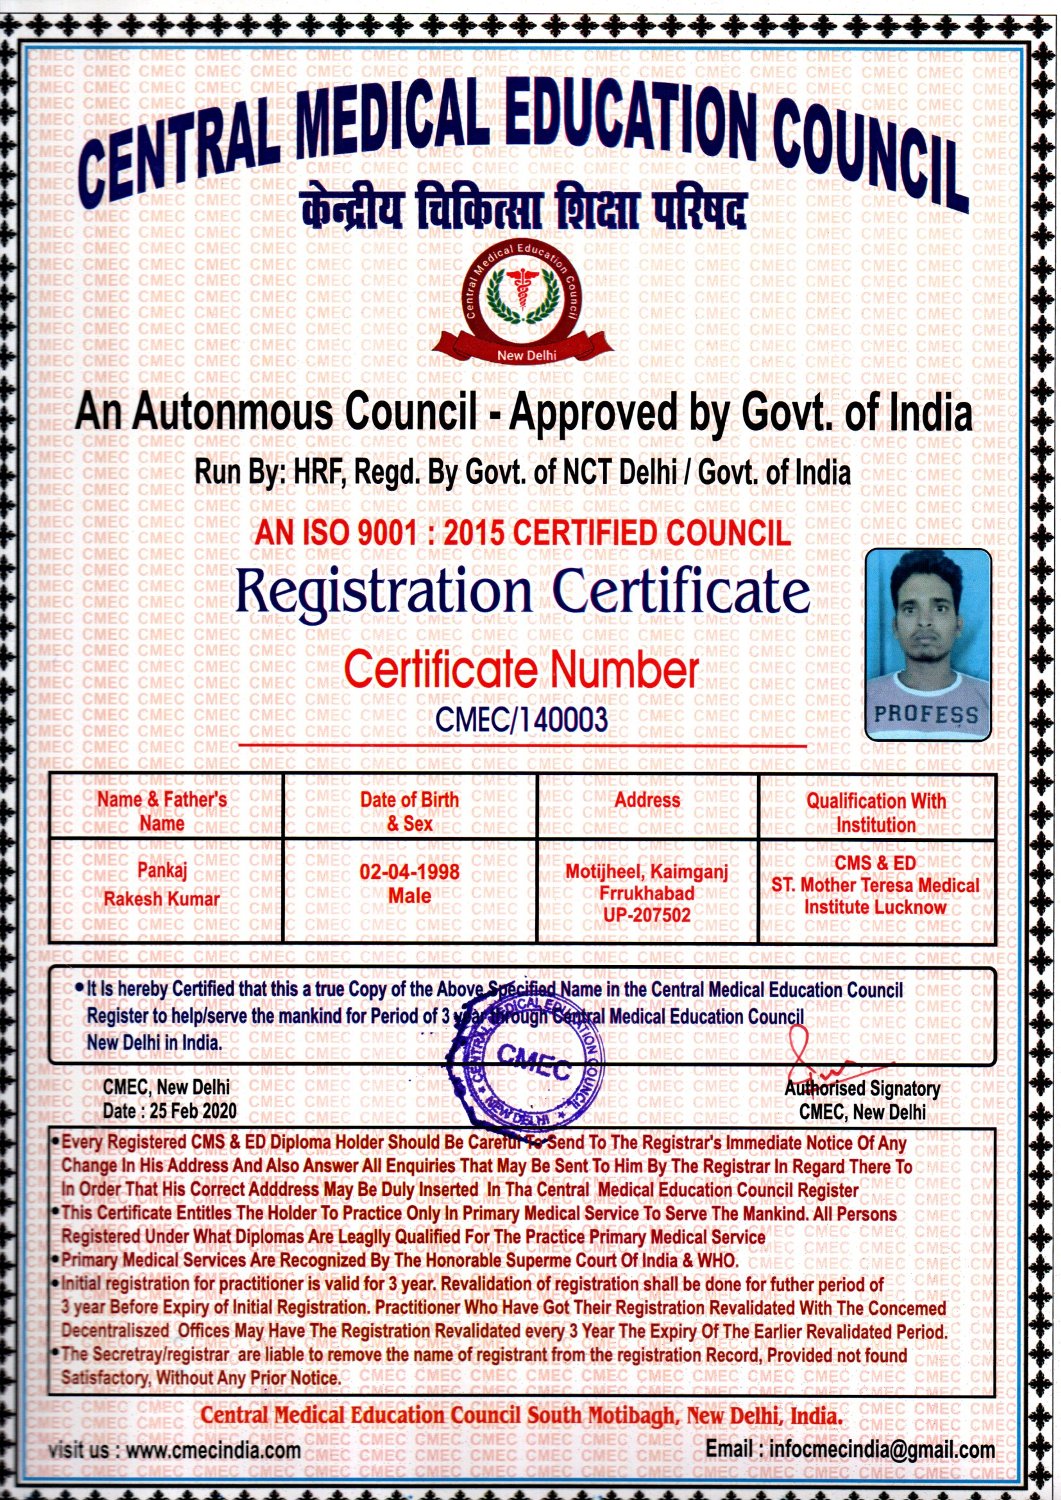 CENTRAL MEDICAL EDUCATION COUNCIL
केन्द्रीय चिकित्सा शिक्षा परिषद
Central Medical Education Council
New Delhi
An Autonmous Council - Approved by Govt. of India
Run By: HRF, Regd. By Govt. of NCT Delhi / Govt. of India
AN ISO 9001 : 2015 CERTIFIED COUNCIL
Registration Certificate
Certificate Number
CMEC/140003
PROFESS
Name & Father's
Name
Date of Birth
& Sex
Address
Qualification With
Institution
Pankaj
Rakesh Kumar
02-04-1998
Male
Motijheel, Kaimganj
Frrukhabad
UP-207502
CMS & ED
ST. Mother Teresa Medical
Institute Lucknow
•It Is hereby Certified that this a true Copy of the Above Specified Name in the Central Medical Education Council
Register to help/serve the mankind for Period of 3 year through Central Medical Education Council
New Delhi in India.
CENTRAL MEDICAL EDUCATION COUNCIL
CMEC
★ NEW DELHI ★
CMEC, New Delhi
Date : 25 Feb 2020
Authorised Signatory
CMEC, New Delhi
•Every Registered CMS & ED Diploma Holder Should Be Careful To Send To The Registrar's Immediate Notice Of Any
Change In His Address And Also Answer All Enquiries That May Be Sent To Him By The Registrar In Regard There To
In Order That His Correct Adddress May Be Duly Inserted In Tha Central Medical Education Council Register
•This Certificate Entitles The Holder To Practice Only In Primary Medical Service To Serve The Mankind. All Persons
Registered Under What Diplomas Are Leaglly Qualified For The Practice Primary Medical Service
•Primary Medical Services Are Recognized By The Honorable Superme Court Of India & WHO.
•Initial registration for practitioner is valid for 3 year. Revalidation of registration shall be done for futher period of
3 year Before Expiry of Initial Registration. Practitioner Who Have Got Their Registration Revalidated With The Concemed
Decentraliszed Offices May Have The Registration Revalidated every 3 Year The Expiry Of The Earlier Revalidated Period.
•The Secretray/registrar are liable to remove the name of registrant from the registration Record, Provided not found
Satisfactory, Without Any Prior Notice.
Central Medical Education Council South Motibagh, New Delhi, India.
visit us : www.cmecindia.com
Email : infocmecindia@gmail.com